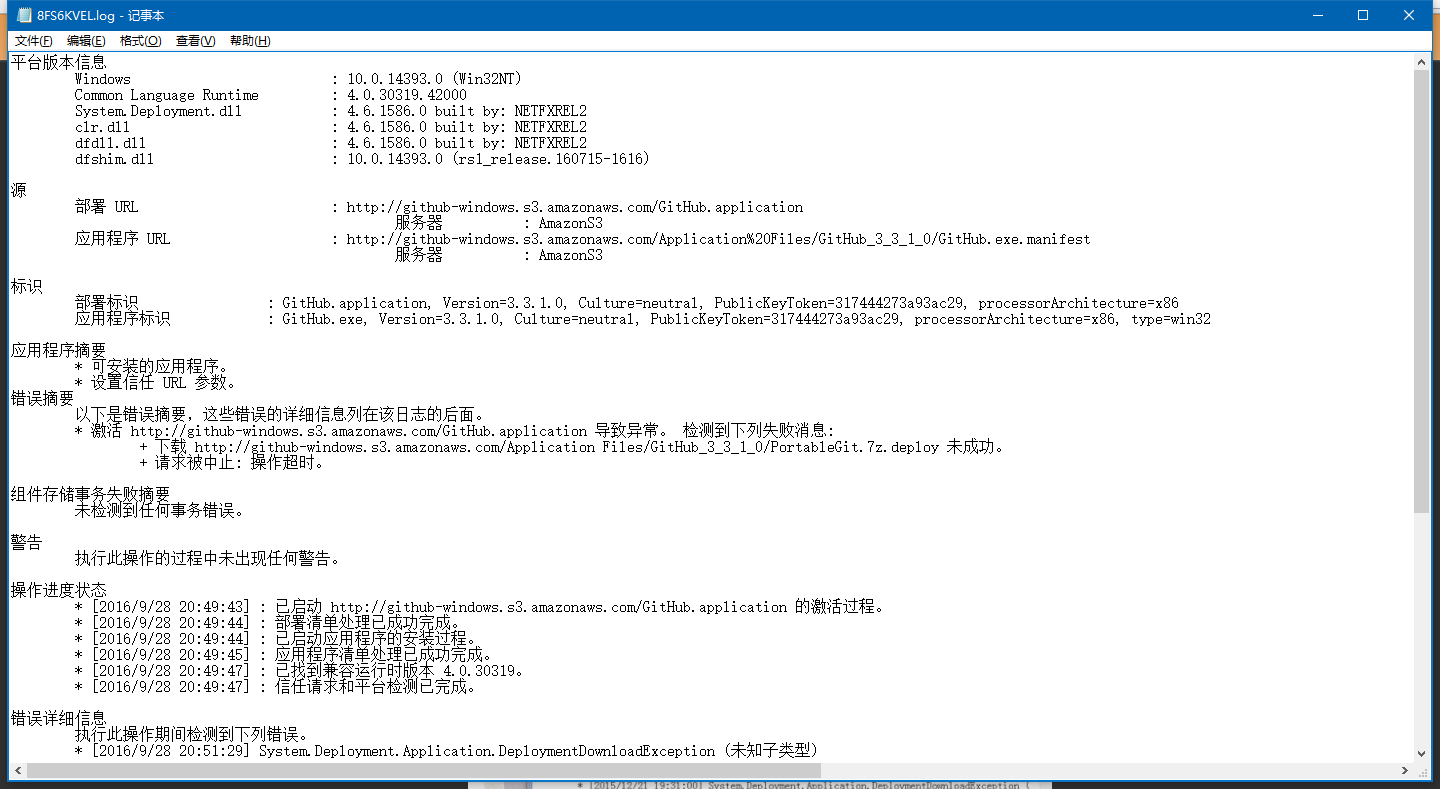 8FS6KVEL.log - 记事本
文件(F) 编辑(E) 格式(O) 查看(V) 帮助(H)
平台版本信息
Windows : 10.0.14393.0 (Win32NT)
Common Language Runtime : 4.0.30319.42000
System.Deployment.dll : 4.6.1586.0 built by: NETFXREL2
clr.dll : 4.6.1586.0 built by: NETFXREL2
dfdll.dll : 4.6.1586.0 built by: NETFXREL2
dfshim.dll : 10.0.14393.0 (rs1_release.160715-1616)
源
部署 URL : http://github-windows.s3.amazonaws.com/GitHub.application
服务器 : AmazonS3
应用程序 URL : http://github-windows.s3.amazonaws.com/Application%20Files/GitHub_3_3_1_0/GitHub.exe.manifest
服务器 : AmazonS3
标识
部署标识 : GitHub.application, Version=3.3.1.0, Culture=neutral, PublicKeyToken=317444273a93ac29, processorArchitecture=x86
应用程序标识 : GitHub.exe, Version=3.3.1.0, Culture=neutral, PublicKeyToken=317444273a93ac29, processorArchitecture=x86, type=win32
应用程序摘要
* 可安装的应用程序。
* 设置信任 URL 参数。
错误摘要
以下是错误摘要，这些错误的详细信息列在该日志的后面。
* 激活 http://github-windows.s3.amazonaws.com/GitHub.application 导致异常。 检测到下列失败消息:
+ 下载 http://github-windows.s3.amazonaws.com/Application Files/GitHub_3_3_1_0/PortableGit.7z.deploy 未成功。
+ 请求被中止: 操作超时。
组件存储事务失败摘要
未检测到任何事务错误。
警告
执行此操作的过程中未出现任何警告。
操作进度状态
* [2016/9/28 20:49:43] : 已启动 http://github-windows.s3.amazonaws.com/GitHub.application 的激活过程。
* [2016/9/28 20:49:44] : 部署清单处理已成功完成。
* [2016/9/28 20:49:44] : 已启动应用程序的安装过程。
* [2016/9/28 20:49:45] : 应用程序清单处理已成功完成。
* [2016/9/28 20:49:47] : 已找到兼容运行时版本 4.0.30319。
* [2016/9/28 20:49:47] : 信任请求和平台检测已完成。
错误详细信息
执行此操作期间检测到下列错误。
* [2016/9/28 20:51:29] System.Deployment.Application.DeploymentDownloadException (未知子类型)
* [2015/12/21 19:31:00] System.Deployment.Application.DeploymentDownloadException (